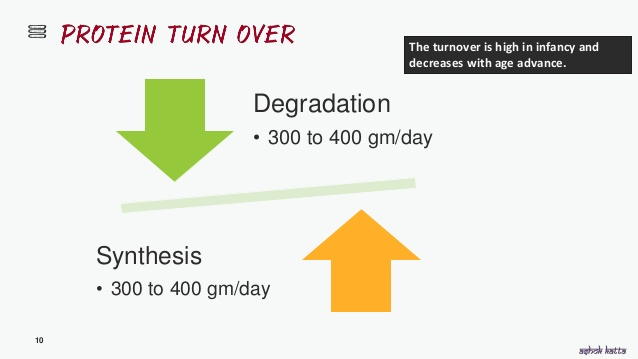 PROTEIN TURN OVER
The turnover is high in infancy and
decreases with age advance.
Degradation
• 300 to 400 gm/day
Synthesis
• 300 to 400 gm/day
10
ashok katta